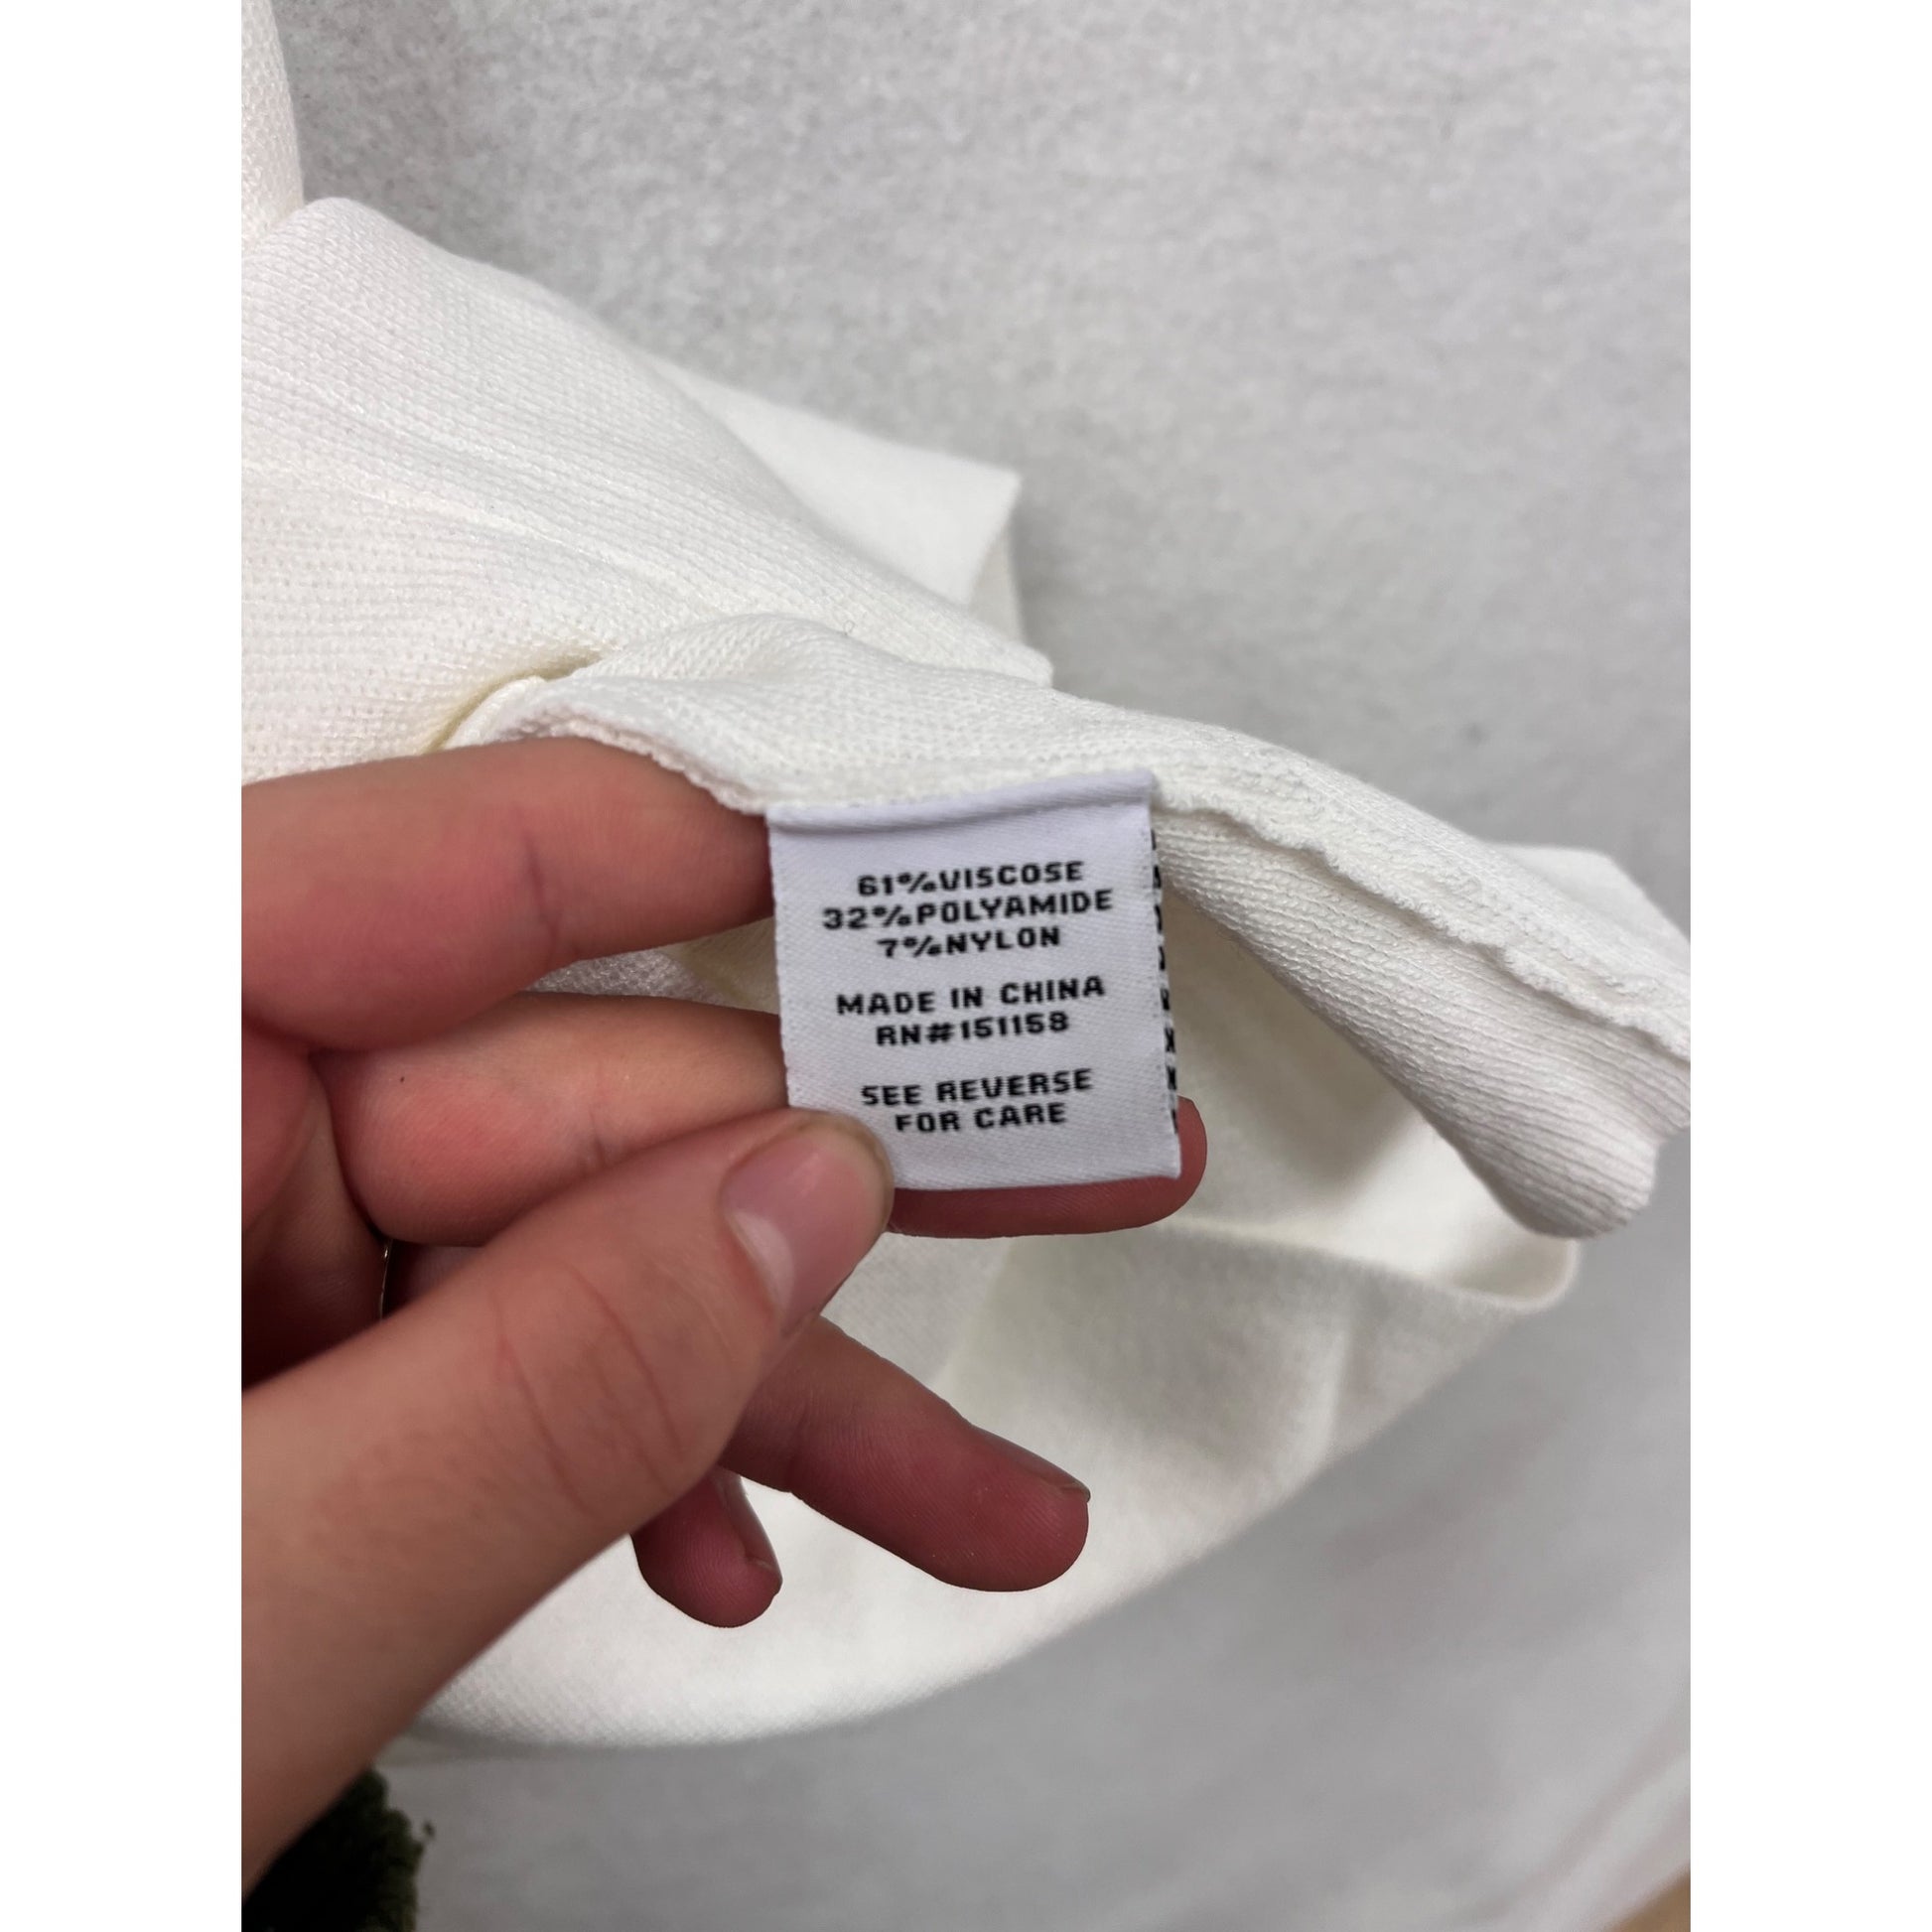 61%VISCOSE
32%POLYAMIDE
7%NYLON
MADE IN CHINA
RN#151158
SEE REVERSE
FOR CARE